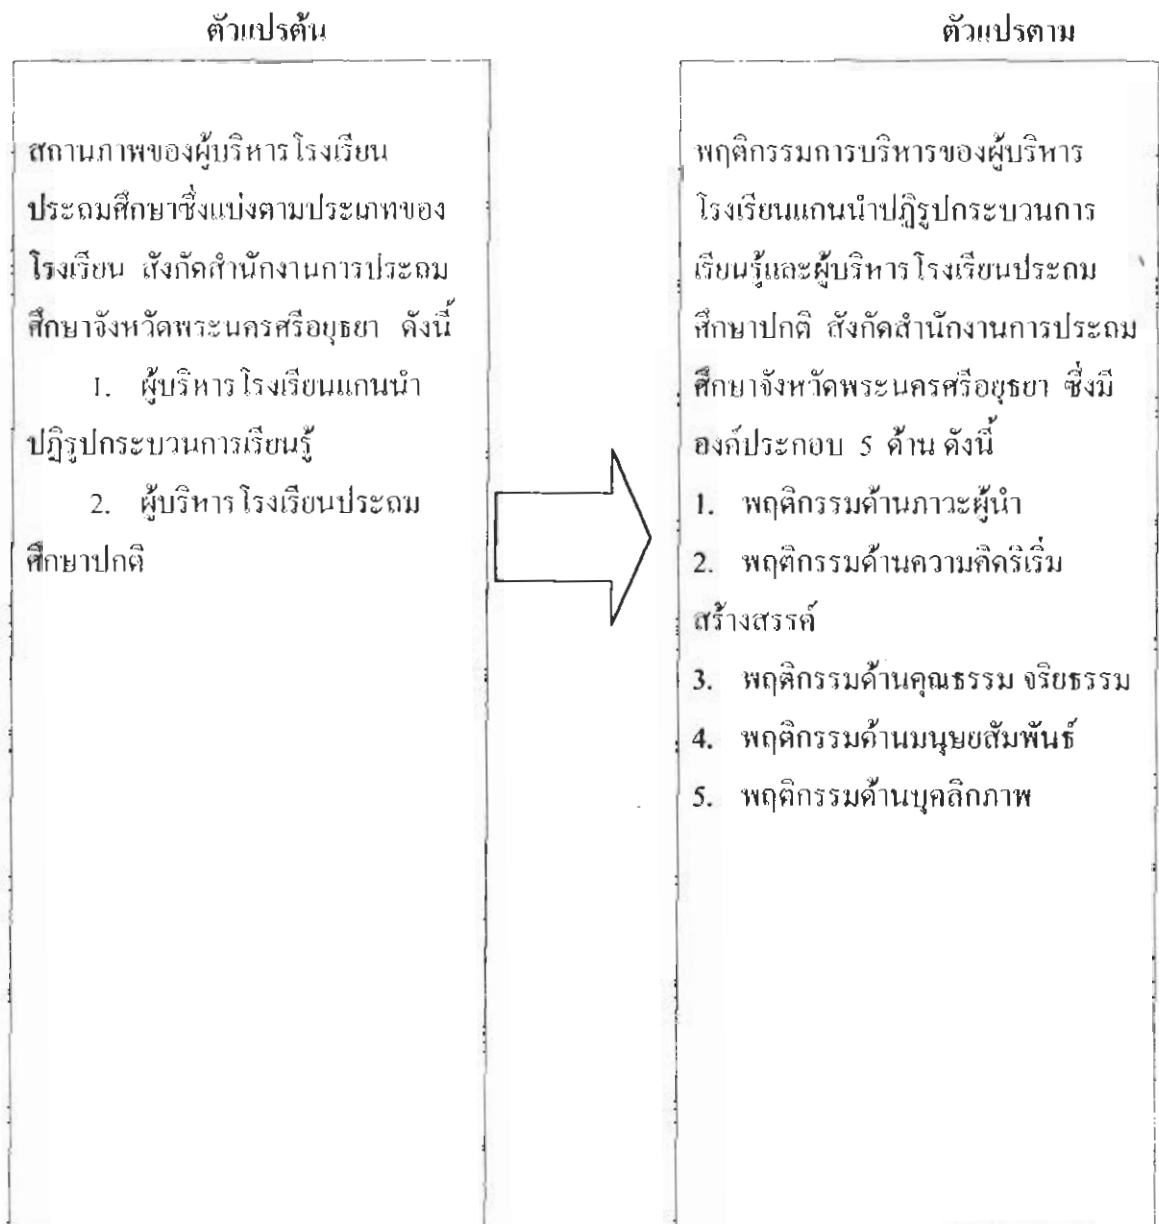 ตัวแปรต้น
สถานภาพของผู้บริหารโรงเรียน
ประถมศึกษาซึ่งแบ่งตามประเภทของ
โรงเรียน สังกัดสำนักงานการประถม
ศึกษาจังหวัดพระนครศรีอยุธยา ดังนี้
1. ผู้บริหารโรงเรียนแกนนำ
ปฏิรูปกระบวนการเรียนรู้
2. ผู้บริหารโรงเรียนประถม
ศึกษาปกติ
ตัวแปรตาม
พฤติกรรมการบริหารของผู้บริหาร
โรงเรียนแกนนำปฏิรูปกระบวนการ
เรียนรู้และผู้บริหารโรงเรียนประถม
ศึกษาปกติ สังกัดสำนักงานการประถม
ศึกษาจังหวัดพระนครศรีอยุธยา ซึ่งมี
องค์ประกอบ 5 ด้าน ดังนี้
1. พฤติกรรมด้านภาวะผู้นำ
2. พฤติกรรมด้านความคิดริเริ่ม
สร้างสรรค์
3. พฤติกรรมด้านคุณธรรม จริยธรรม
4. พฤติกรรมด้านมนุษยสัมพันธ์
5. พฤติกรรมด้านบุคลิกภาพ